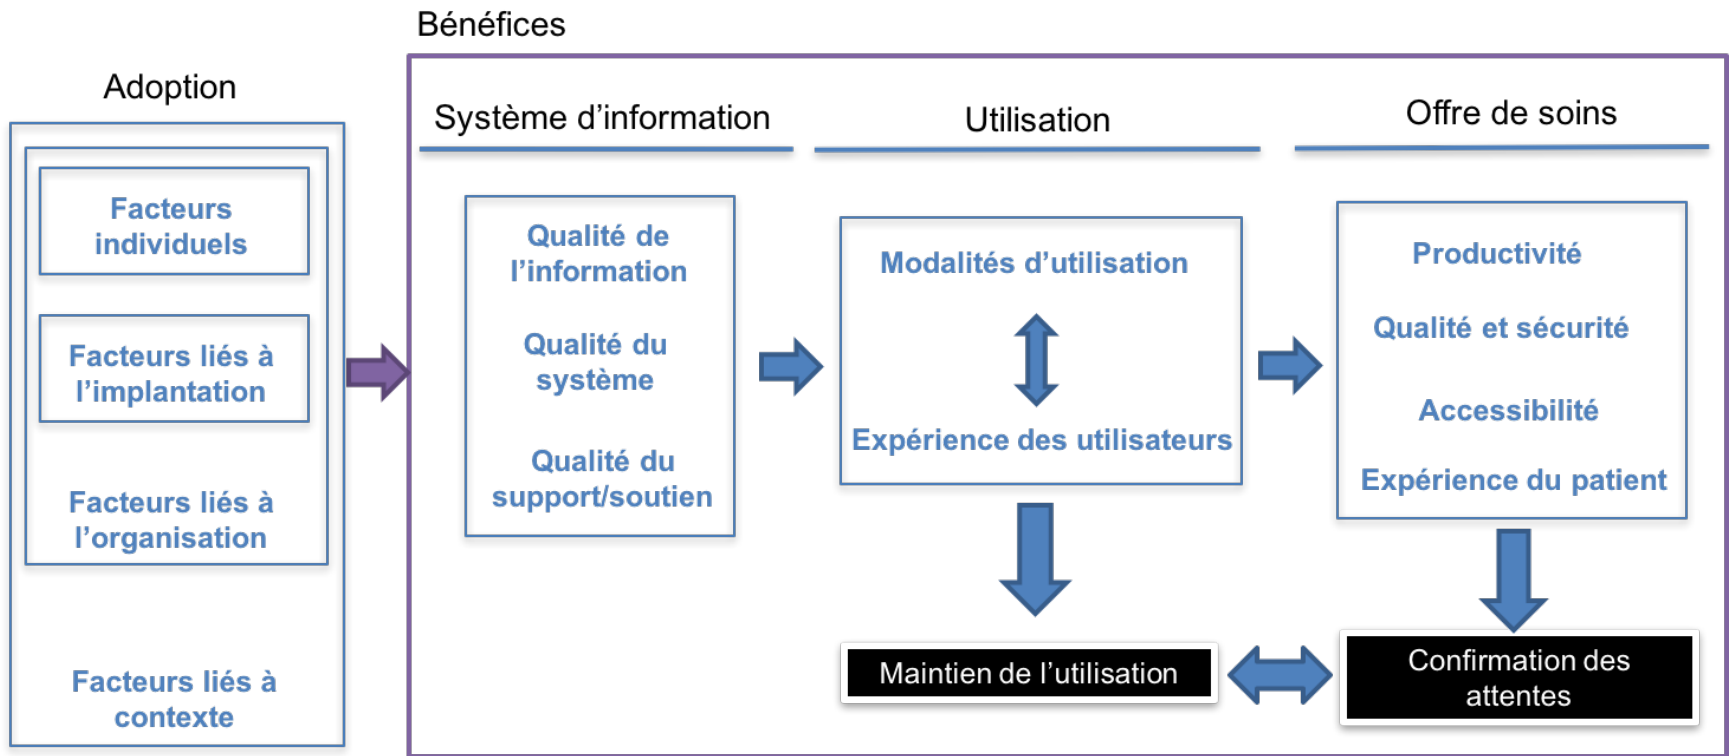 Bénéfices
Adoption
Facteurs
individuels
Facteurs liés à
l'implantation
Facteurs liés à
l'organisation
Facteurs liés à
contexte
Système d'information
Qualité de
l'information
Qualité du
système
Qualité du
support/soutien
Utilisation
Modalités d'utilisation
Expérience des utilisateurs
Offre de soins
Productivité
Qualité et sécurité
Accessibilité
Expérience du patient
Maintien de l'utilisation
Confirmation des
attentes